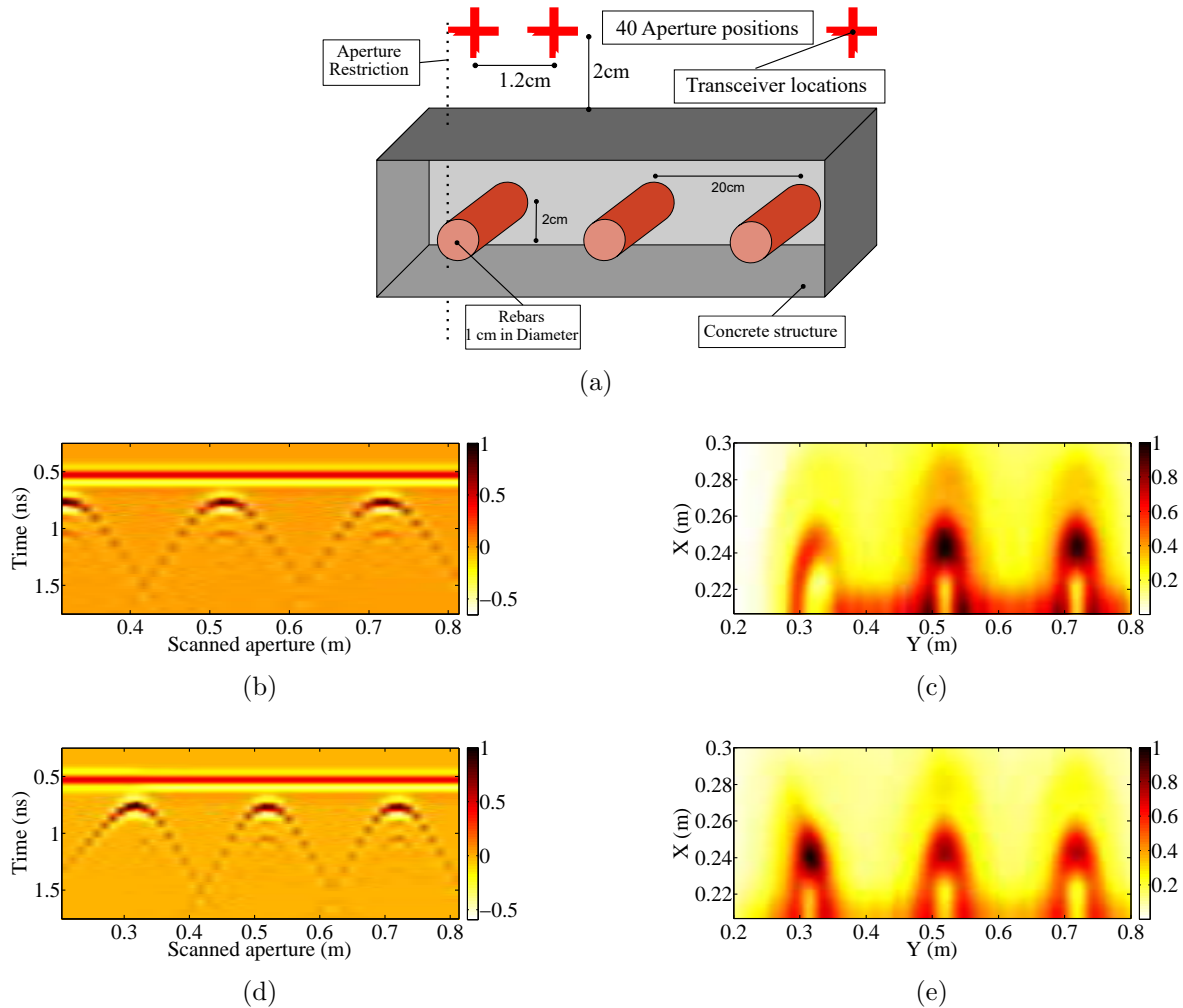 40 Aperture positions
Aperture
Restriction
1.2cm
2cm
Transceiver locations
20cm
2cm
Rebars
1 cm in Diameter
Concrete structure
(a)
Time (ns)
0.5
1
1.5
0.4 0.5 0.6 0.7 0.8
Scanned aperture (m)
1
0.5
0
−0.5
(b)
X (m)
0.3
0.28
0.26
0.24
0.22
0.2 0.3 0.4 0.5 0.6 0.7 0.8
Y (m)
1
0.8
0.6
0.4
0.2
(c)
Time (ns)
0.5
1
1.5
0.3 0.4 0.5 0.6 0.7 0.8
Scanned aperture (m)
1
0.5
0
−0.5
(d)
X (m)
0.3
0.28
0.26
0.24
0.22
0.2 0.3 0.4 0.5 0.6 0.7 0.8
Y (m)
1
0.8
0.6
0.4
0.2
(e)